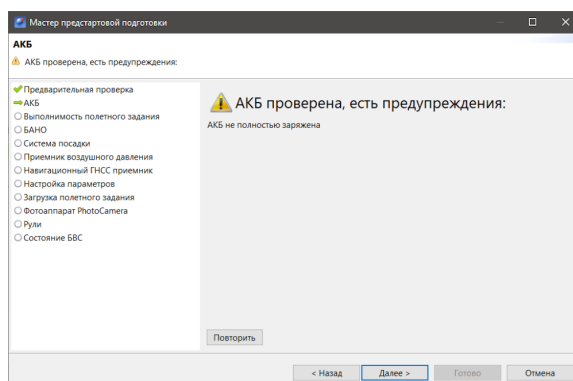 Мастер предстартовой подготовки
АКБ
АКБ проверена, есть предупреждения:
Предварительная проверка
АКБ
Выполнимость полетного задания
БАНО
Система посадки
Приемник воздушного давления
Навигационный ГНСС приемник
Настройка параметров
Загрузка полетного задания
Фотоаппарат PhotoCamera
Рули
Состояние БВС
АКБ проверена, есть предупреждения:
АКБ не полностью заряжена
Повторить
< Назад
Далее >
Готово
Отмена